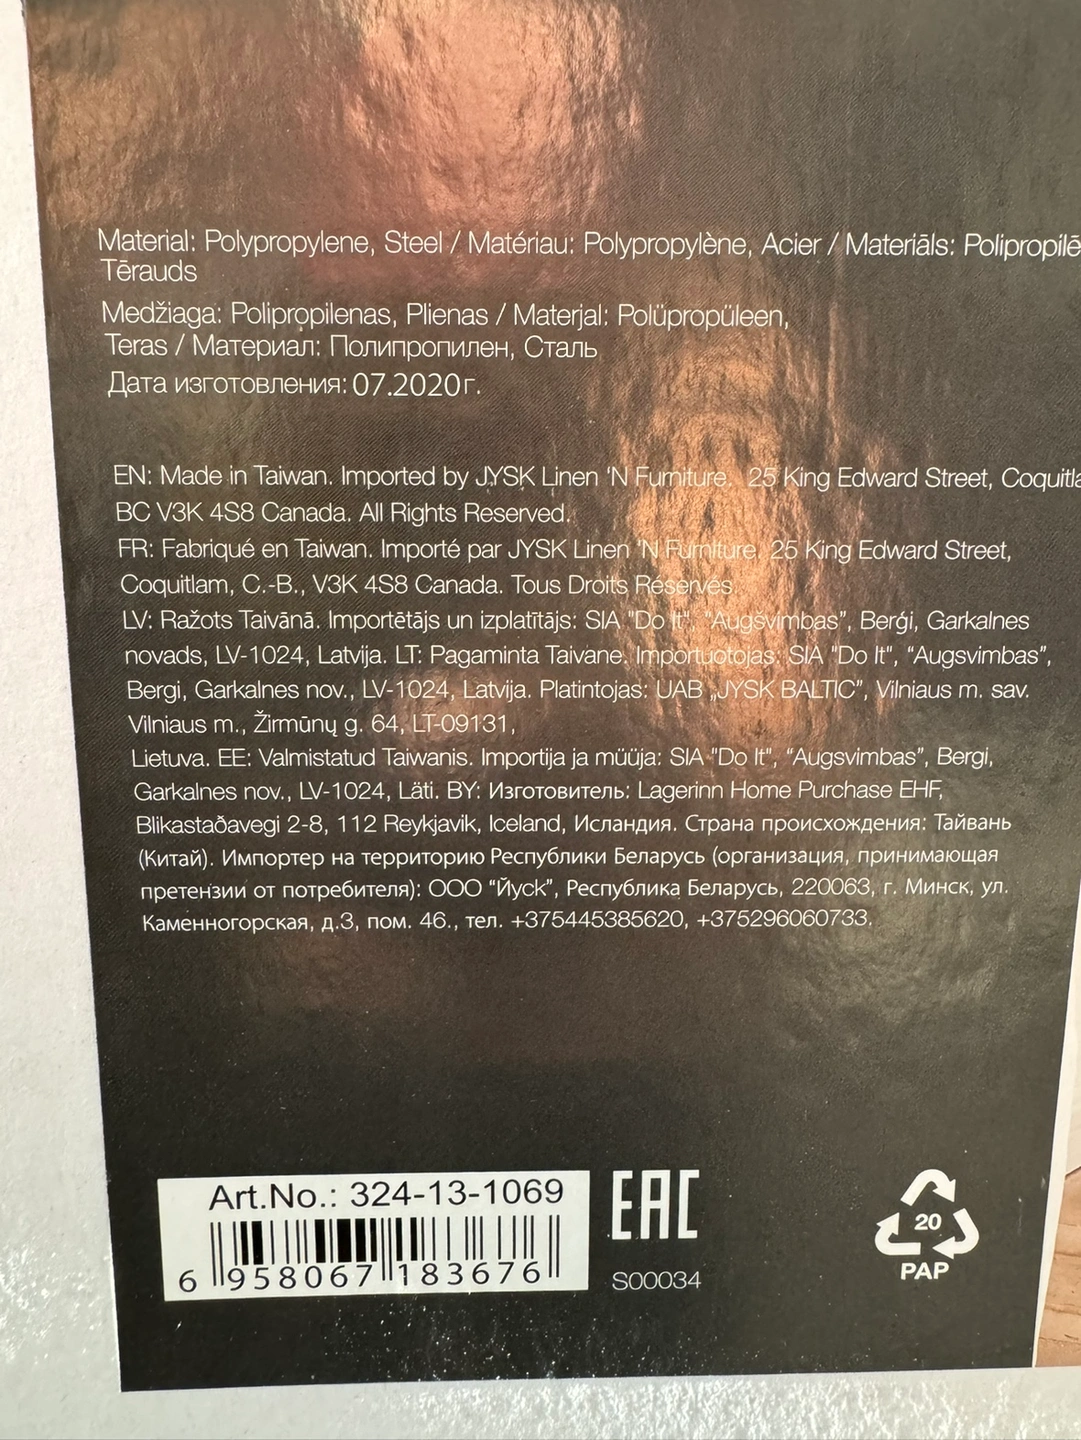 Material: Polypropylene, Steel / Matériau: Polypropylène, Acier / Materiāls: Polipropilē
Tērauds
Medžiaga: Polipropilenas, Plienas / Materjal: Polüpropüleen,
Teras / Материал: Полипропилен, Сталь
Дата изготовления: 07.2020г.
EN: Made in Taiwan. Imported by JYSK Linen ‘N Furniture. 25 King Edward Street, Coquitla
BC V3K 4S8 Canada. All Rights Reserved.
FR: Fabriqué en Taiwan. Importé par JYSK Linen 'N Furniture. 25 King Edward Street,
Coquitlam, C.-B., V3K 4S8 Canada. Tous Droits Réservés
LV: Ražots Taivānā. Importētājs un izplatītājs: SIA "Do It", "Augšvimbas”, Berģi, Garkalnes
novads, LV-1024, Latvija. LT: Pagaminta Taivane. Importuotojas: SIA "Do It", “Augsvimbas”,
Bergi, Garkalnes nov., LV-1024, Latvija. Platintojas: UAB „JYSK BALTIC”, Vilniaus m. sav.
Vilniaus m., Žirmūnų g. 64, LT-09131,
Lietuva. EE: Valmistatud Taiwanis. Importija ja müüja: SIA "Do It", “Augsvimbas”, Bergi,
Garkalnes nov., LV-1024, Läti. BY: Изготовитель: Lagerinn Home Purchase EHF,
Blikastaðavegi 2-8, 112 Reykjavik, Iceland, Исландия. Страна происхождения: Тайвань
(Китай). Импортер на территорию Республики Беларусь (организация, принимающая
претензии от потребителя): ООО “Йуск”, Республика Беларусь, 220063, г. Минск, ул.
Каменногорская, д.3, пом. 46., тел. +375445385620, +375296060733.
Art.No.: 324-13-1069
6 958067 183676
EAC
S00034
20
PAP